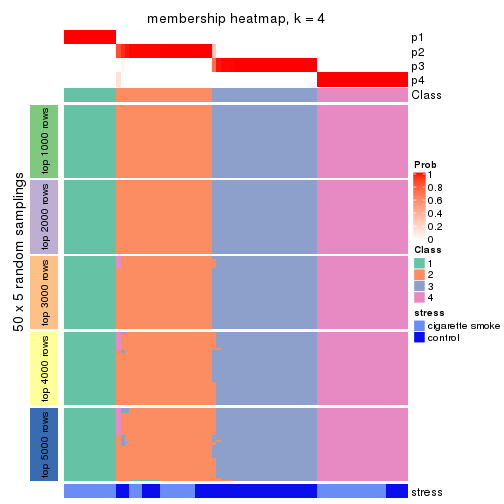 membership heatmap, k = 4
p1
p2
p3
p4
Class
50 x 5 random samplings
top 1000 rows
top 2000 rows
top 3000 rows
top 4000 rows
top 5000 rows
stress
Prob
1
0.8
0.6
0.4
0.2
0
Class
1
2
3
4
stress
cigarette smoke
control